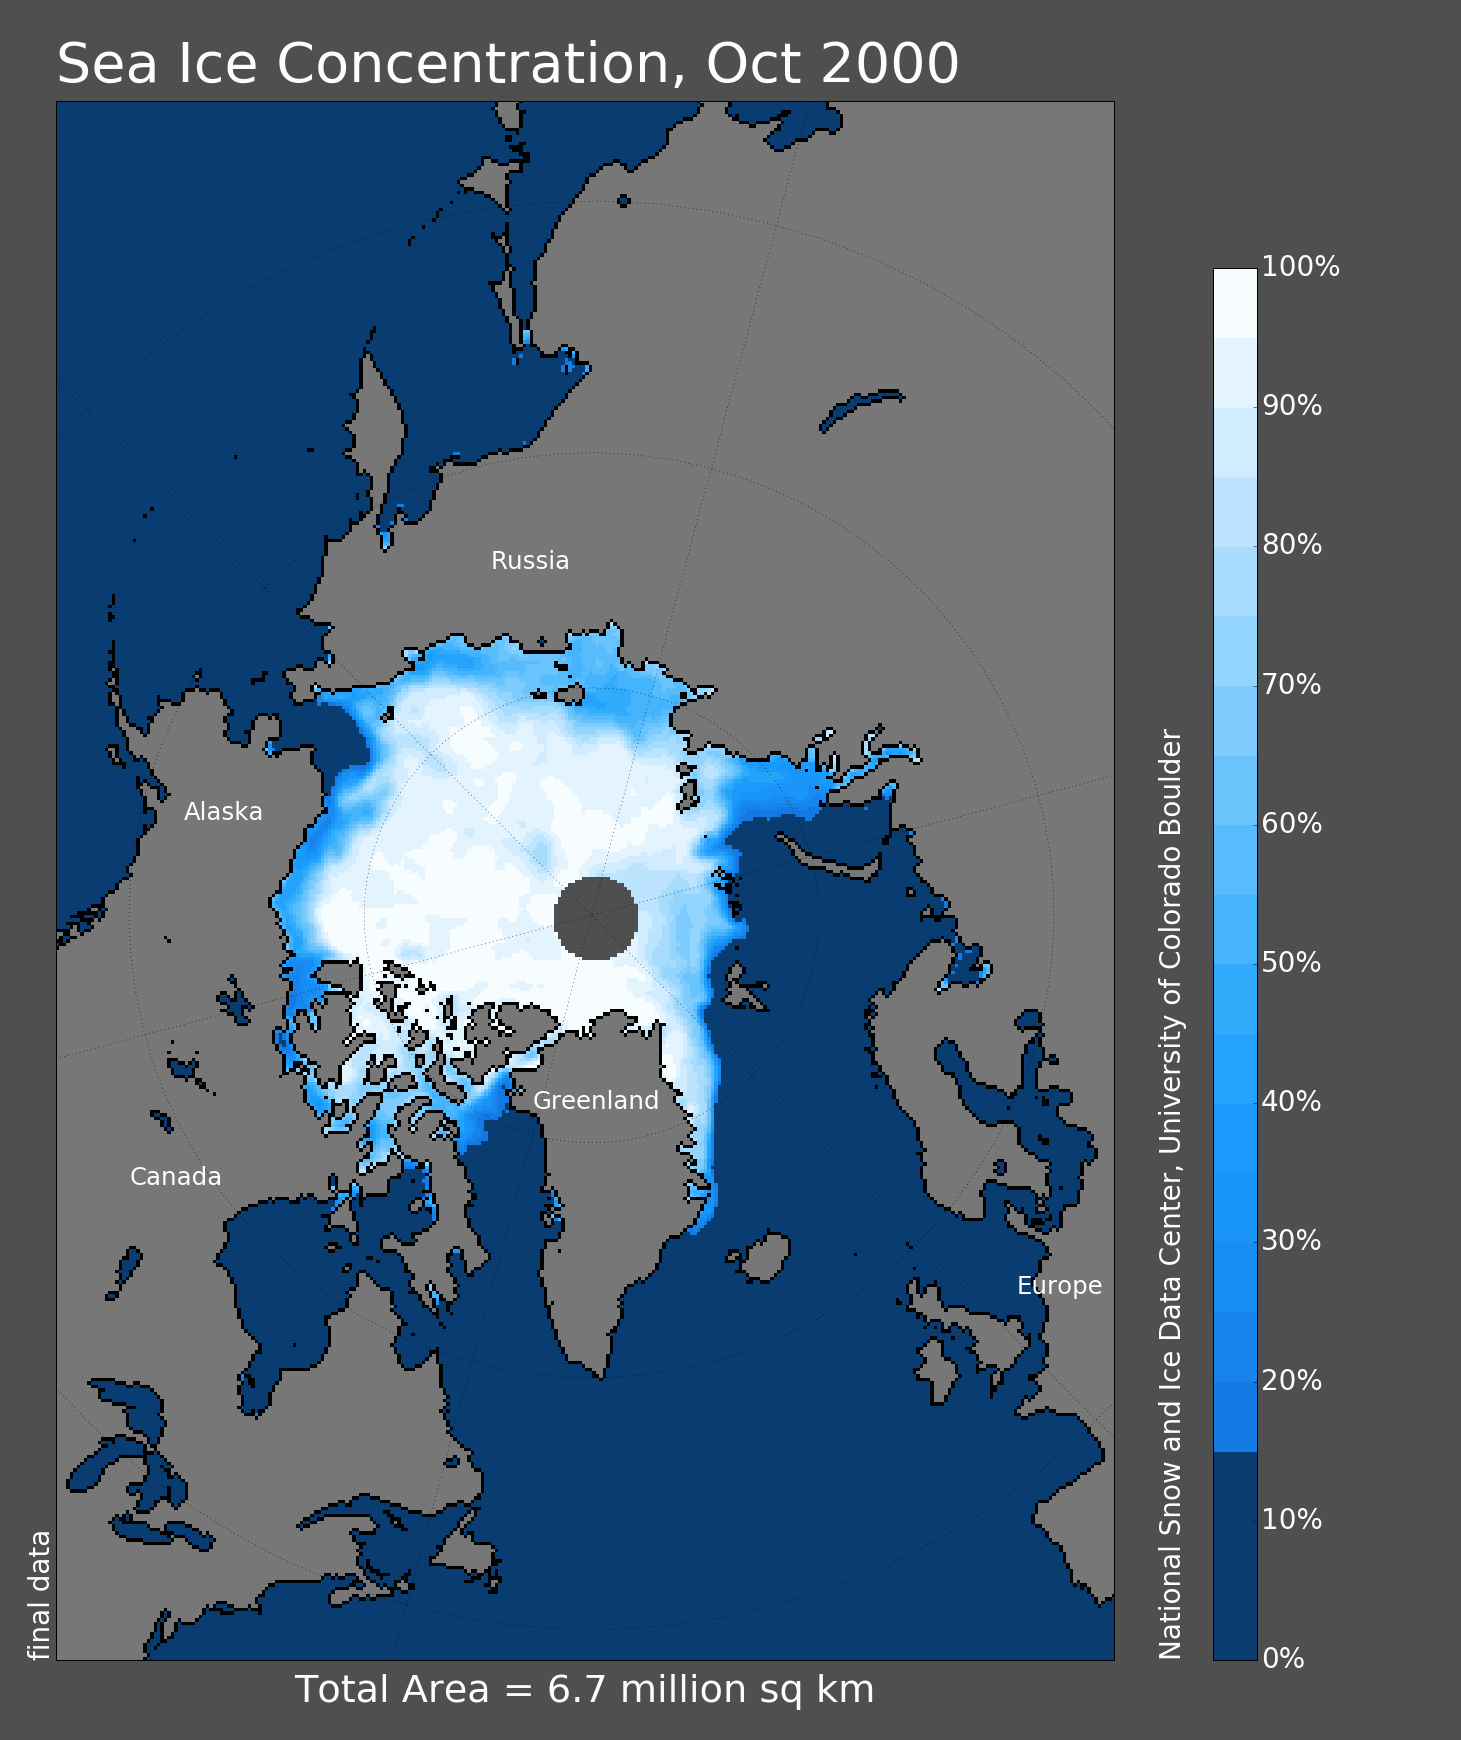 Sea Ice Concentration, Oct 2000
Russia
Alaska
Greenland
Canada
Europe
100%
90%
80%
70%
60%
50%
40%
30%
20%
10%
0%
National Snow and Ice Data Center, University of Colorado Boulder
final data
Total Area = 6.7 million sq km